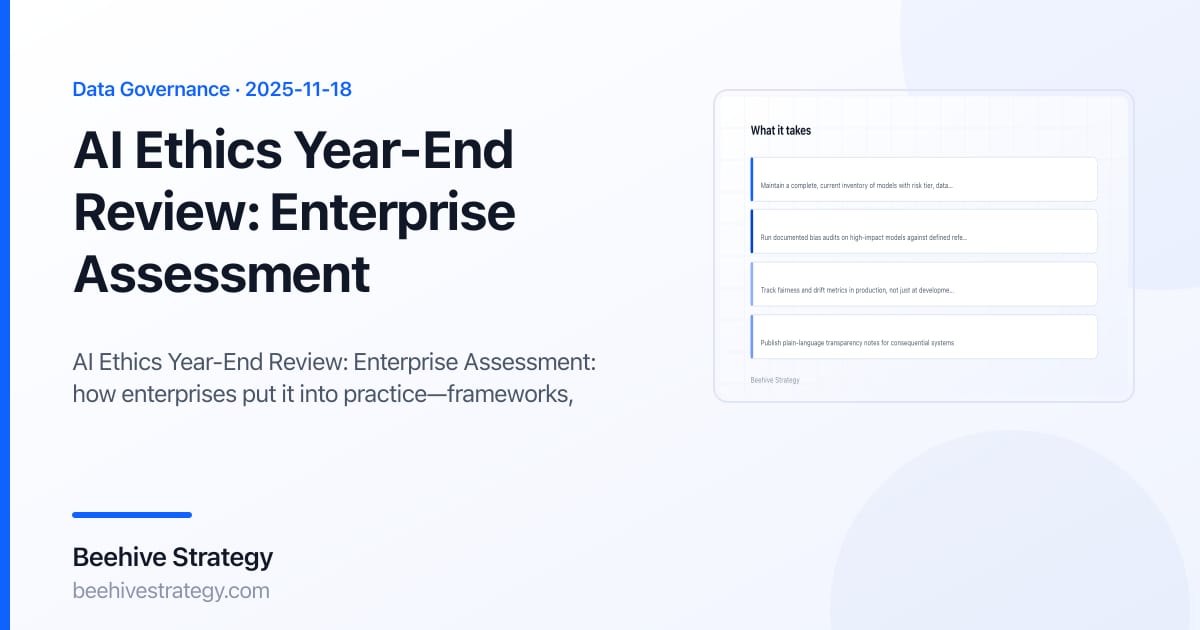 Data Governance · 2025-11-18
AI Ethics Year-End
Review: Enterprise
Assessment
AI Ethics Year-End Review: Enterprise Assessment:
how enterprises put it into practice—frameworks,
Beehive Strategy
beehivestrategy.com
What it takes
Maintain a complete, current inventory of models with risk tier, data...
Run documented bias audits on high-impact models against defined refe...
Track fairness and drift metrics in production, not just at developme...
Publish plain-language transparency notes for consequential systems
Beehive Strategy